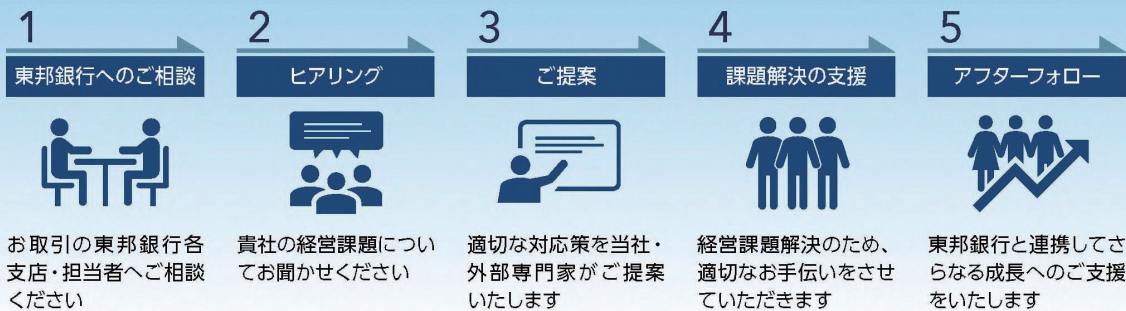 1
東邦銀行へのご相談
お取引の東邦銀行各
支店・担当者へご相談
ください
2
ヒアリング
貴社の経営課題につい
てお聞かせください
3
ご提案
適切な対応策を当社・
外部専門家がご提案
いたします
4
課題解決の支援
経営課題解決のため、
適切なお手伝いをさせ
ていただきます
5
アフターフォロー
東邦銀行と連携してさ
らなる成長へのご支援
をいたします